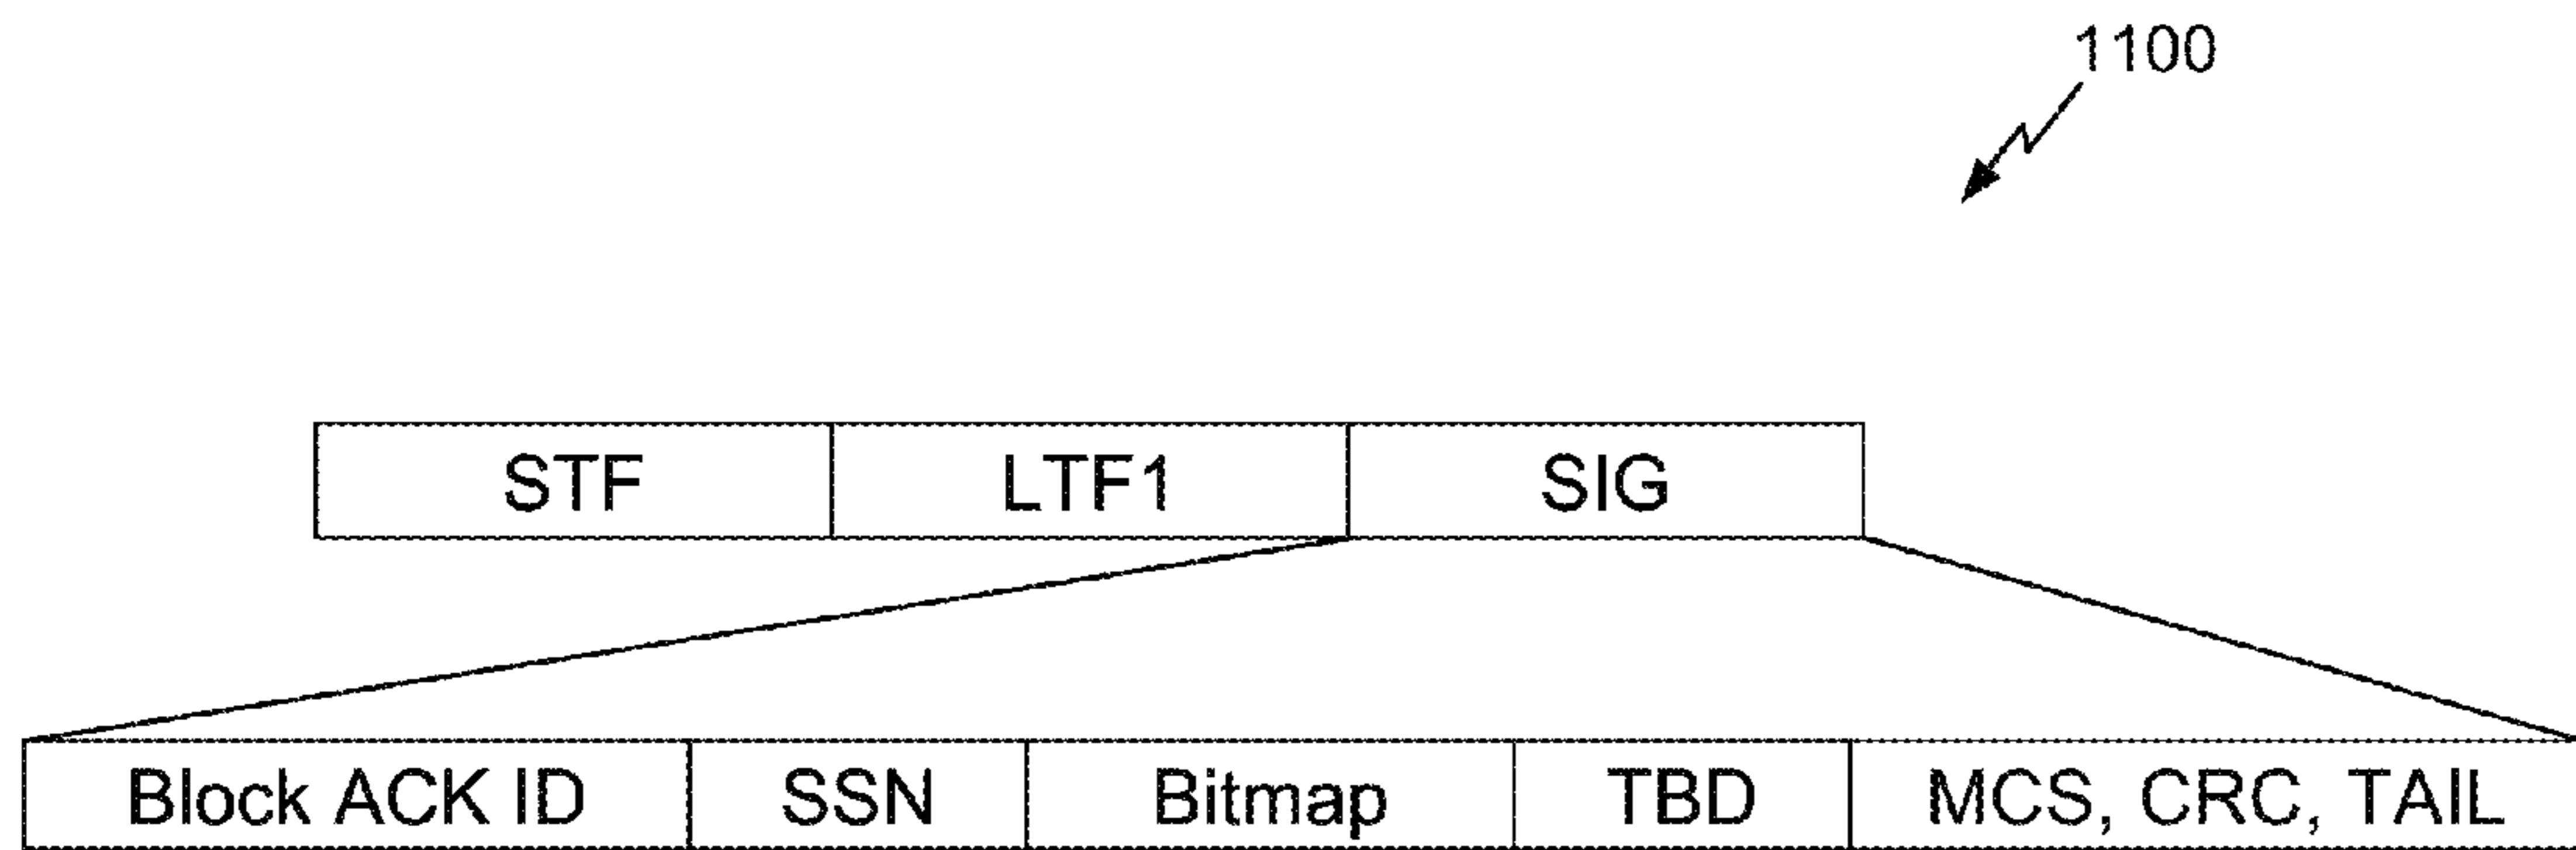 1100
STF LTF1 SIG
Block ACK ID SSN Bitmap TBD MCS, CRC, TAIL